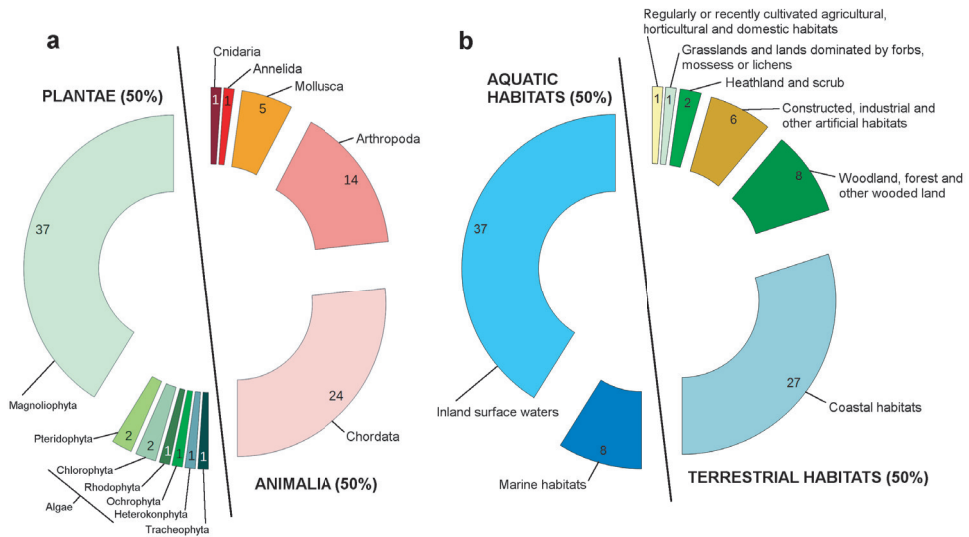 a
PLANTAE (50%)
Cnidaria
Annelida
Mollusca
Arthropoda
1
1
5
14
37
24
Magnoliophyta
Chordata
Pteridophyta
2
2
1
1
1
1
Chlorophyta
Rhodophyta
Ochrophyta
Heterokonphyta
Tracheophyta
Algae
ANIMALIA (50%)
b
AQUATIC
HABITATS (50%)
Regularly or recently cultivated agricultural,
horticultural and domestic habitats
Grasslands and lands dominated by forbs,
mossess or lichens
Heathland and scrub
Constructed, industrial and
other artificial habitats
Woodland, forest and
other wooded land
1
1
2
6
8
37
27
Inland surface waters
Coastal habitats
8
Marine habitats
TERRESTRIAL HABITATS (50%)